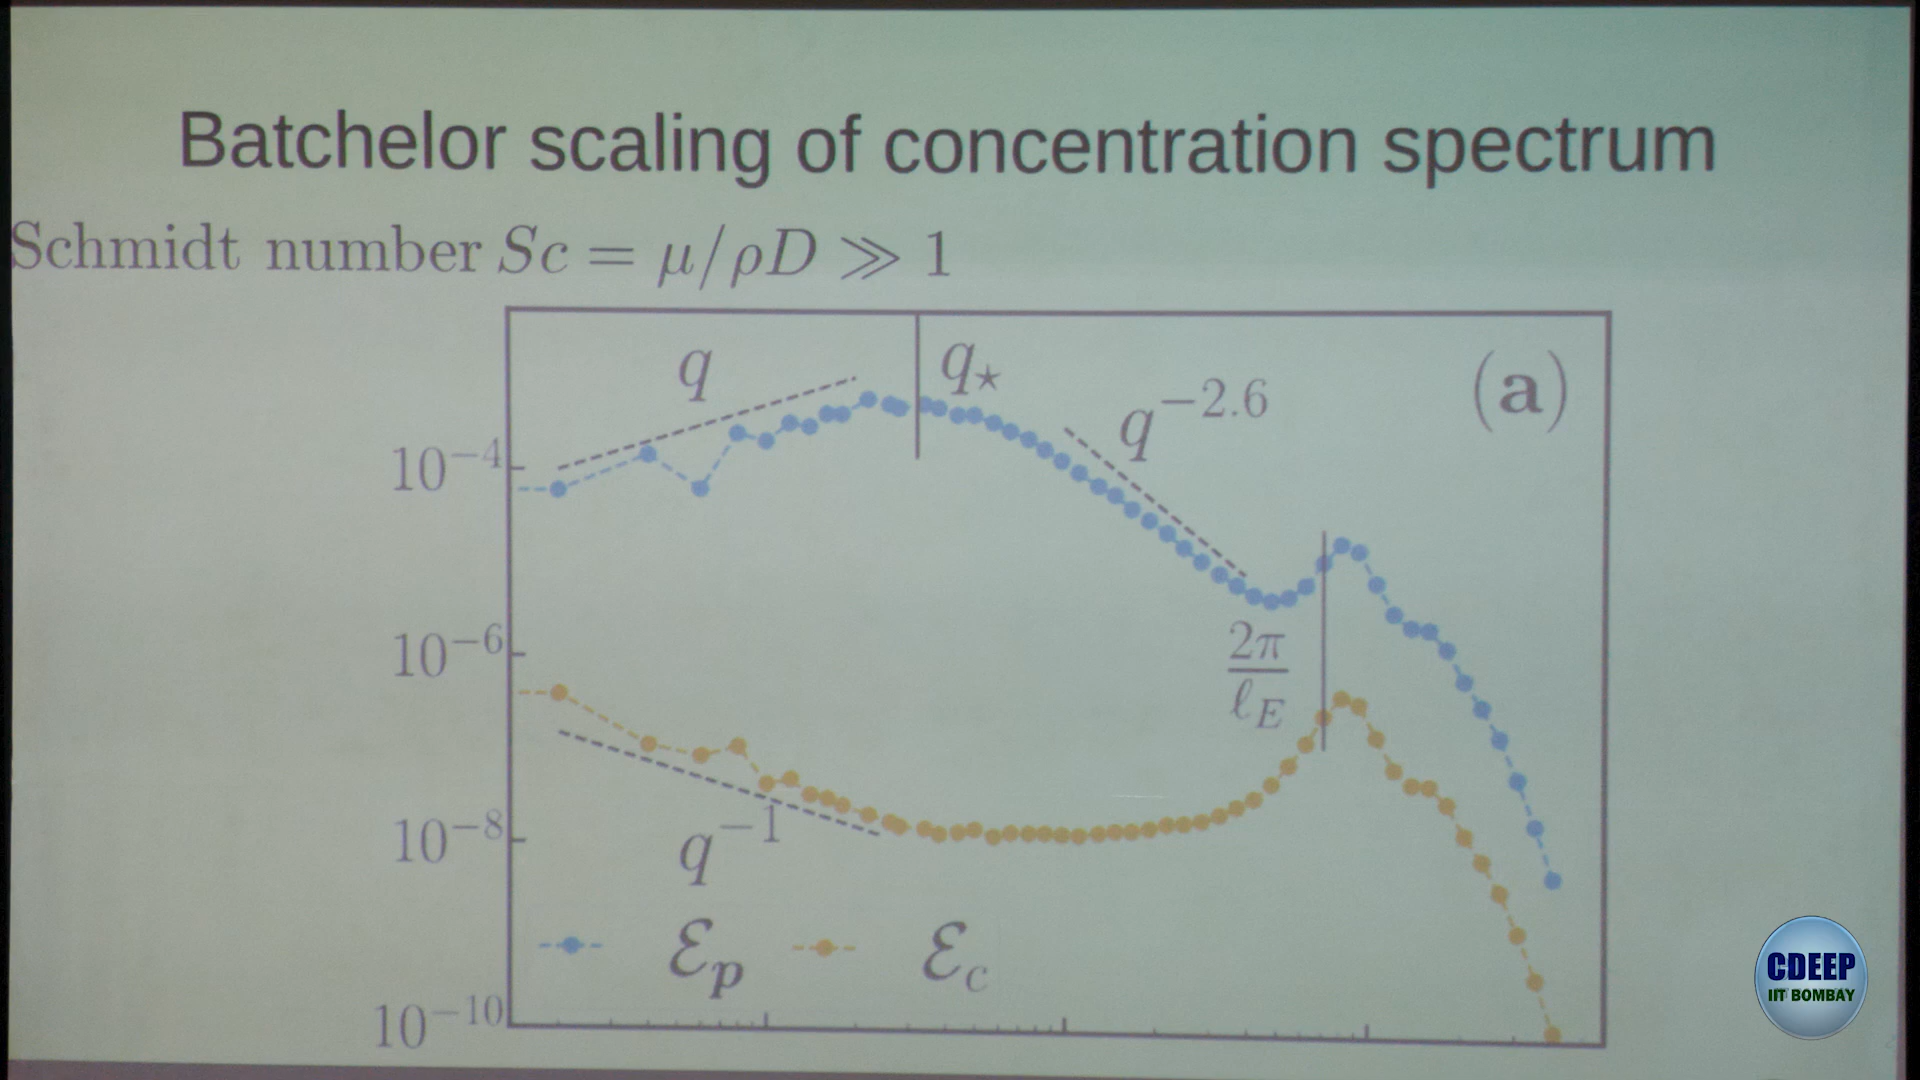 Batchelor scaling of concentration spectrum
Schmidt number Sc = μ/ρD ≫ 1
q
q⋆
q^−2.6
(a)
10^−4
10^−6
2π/ℓ_E
10^−8
q^−1
ℰ_p
ℰ_c
10^−10
CDEEP
IIT BOMBAY